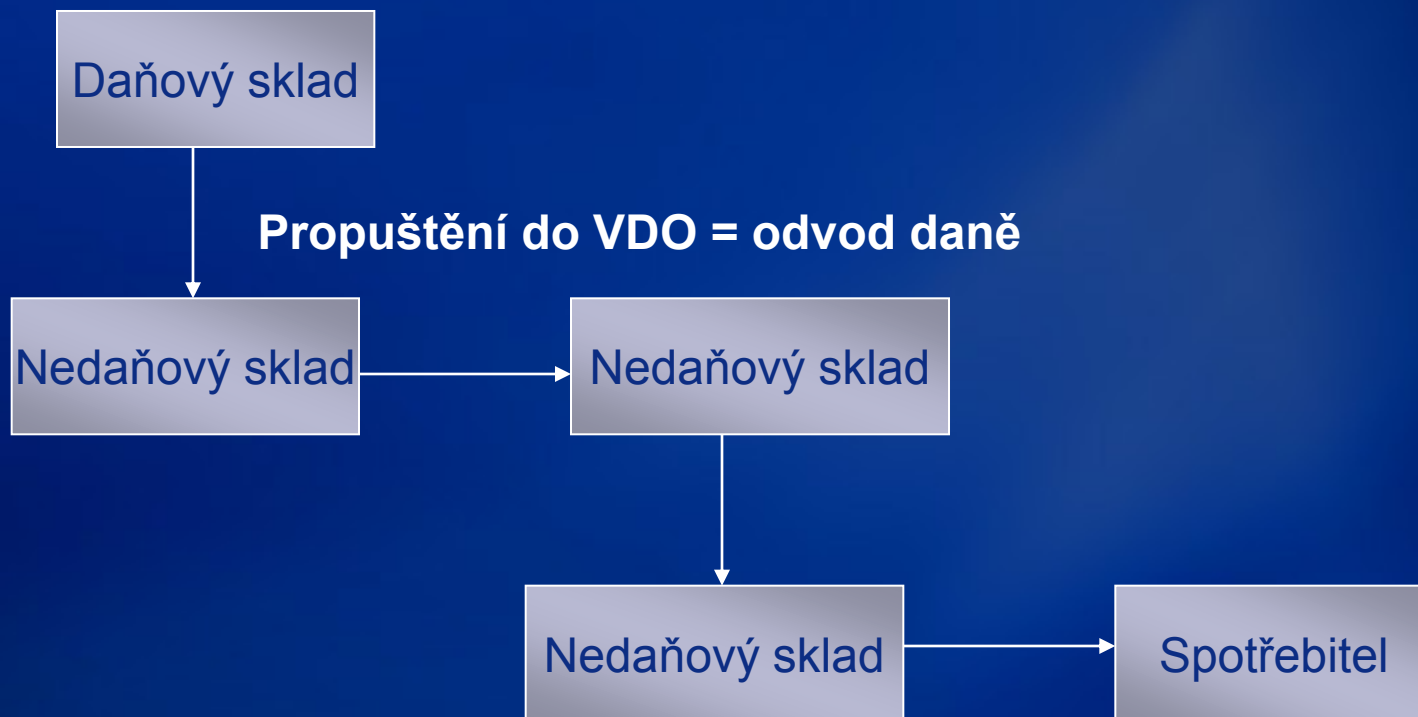 Daňový sklad
Propuštění do VDO = odvod daně
Nedaňový sklad
Nedaňový sklad
Nedaňový sklad
Spotřebitel